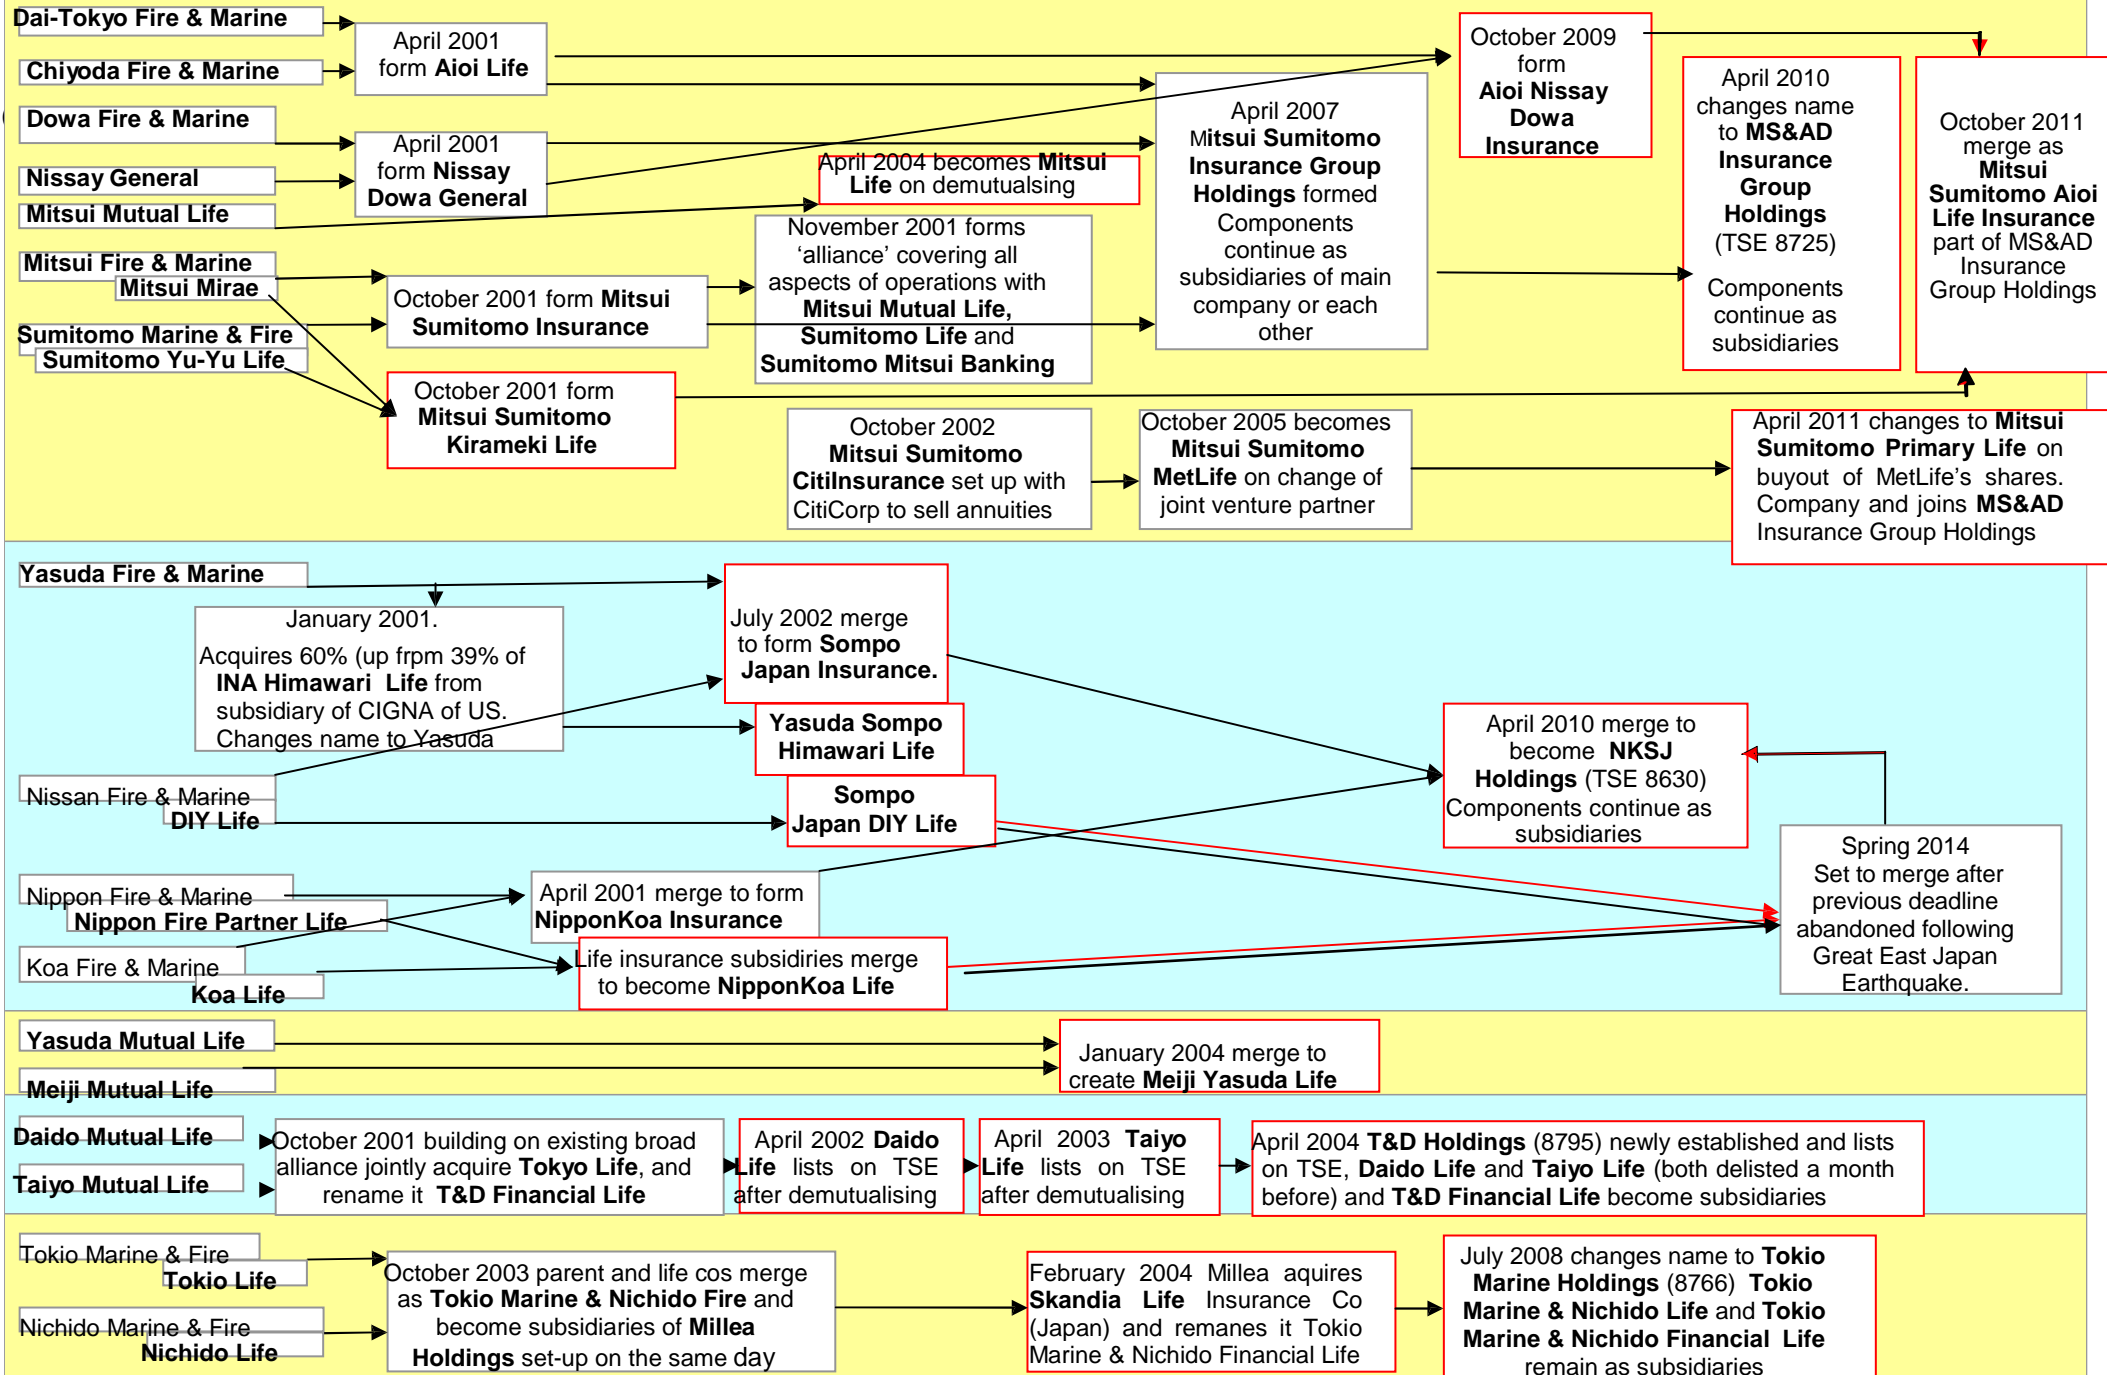 Dai-Tokyo Fire & Marine
Chiyoda Fire & Marine
April 2001
form Aioi Life
Dowa Fire & Marine
Nissay General
April 2001
form Nissay
Dowa General
Mitsui Mutual Life
April 2004 becomes Mitsui
Life on demutualsing
Mitsui Fire & Marine
Mitsui Mirae
Sumitomo Marine & Fire
Sumitomo Yu-Yu Life
October 2001 form Mitsui
Sumitomo Insurance
November 2001 forms
‘alliance’ covering all
aspects of operations with
Mitsui Mutual Life,
Sumitomo Life and
Sumitomo Mitsui Banking
October 2001 form
Mitsui Sumitomo
Kirameki Life
April 2007
Mitsui Sumitomo
Insurance Group
Holdings formed
Components
continue as
subsidiaries of main
company or each
other
October 2009
form
Aioi Nissay
Dowa
Insurance
April 2010
changes name
to MS&AD
Insurance
Group
Holdings
(TSE 8725)
Components
continue as
subsidiaries
October 2011
merge as
Mitsui
Sumitomo Aioi
Life Insurance
part of MS&AD
Insurance
Group Holdings
October 2002
Mitsui Sumitomo
CitiInsurance set up with
CitiCorp to sell annuities
October 2005 becomes
Mitsui Sumitomo
MetLife on change of
joint venture partner
April 2011 changes to Mitsui
Sumitomo Primary Life on
buyout of MetLife’s shares.
Company and joins MS&AD
Insurance Group Holdings
Yasuda Fire & Marine
January 2001.
Acquires 60% (up frpm 39% of
INA Himawari Life from
subsidiary of CIGNA of US.
Changes name to Yasuda
July 2002 merge
to form Sompo
Japan Insurance.
Yasuda Sompo
Himawari Life
Nissan Fire & Marine
DIY Life
Sompo
Japan DIY Life
April 2010 merge to
become NKSJ
Holdings (TSE 8630)
Components continue as
subsidiaries
Nippon Fire & Marine
Nippon Fire Partner Life
Koa Fire & Marine
Koa Life
April 2001 merge to form
NipponKoa Insurance
Life insurance subsidiries merge
to become NipponKoa Life
Spring 2014
Set to merge after
previous deadline
abandoned following
Great East Japan
Earthquake.
Yasuda Mutual Life
Meiji Mutual Life
January 2004 merge to
create Meiji Yasuda Life
Daido Mutual Life
Taiyo Mutual Life
October 2001 building on existing broad
alliance jointly acquire Tokyo Life, and
rename it T&D Financial Life
April 2002 Daido
Life lists on TSE
after demutualising
April 2003 Taiyo
Life lists on TSE
after demutualising
April 2004 T&D Holdings (8795) newly established and lists
on TSE, Daido Life and Taiyo Life (both delisted a month
before) and T&D Financial Life become subsidiaries
Tokio Marine & Fire
Tokio Life
Nichido Marine & Fire
Nichido Life
October 2003 parent and life cos merge
as Tokio Marine & Nichido Fire and
become subsidiaries of Millea
Holdings set-up on the same day
February 2004 Millea aquires
Skandia Life Insurance Co
(Japan) and remanes it Tokio
Marine & Nichido Financial Life
July 2008 changes name to Tokio
Marine Holdings (8766) Tokio
Marine & Nichido Life and Tokio
Marine & Nichido Financial Life
remain as subsidiaries